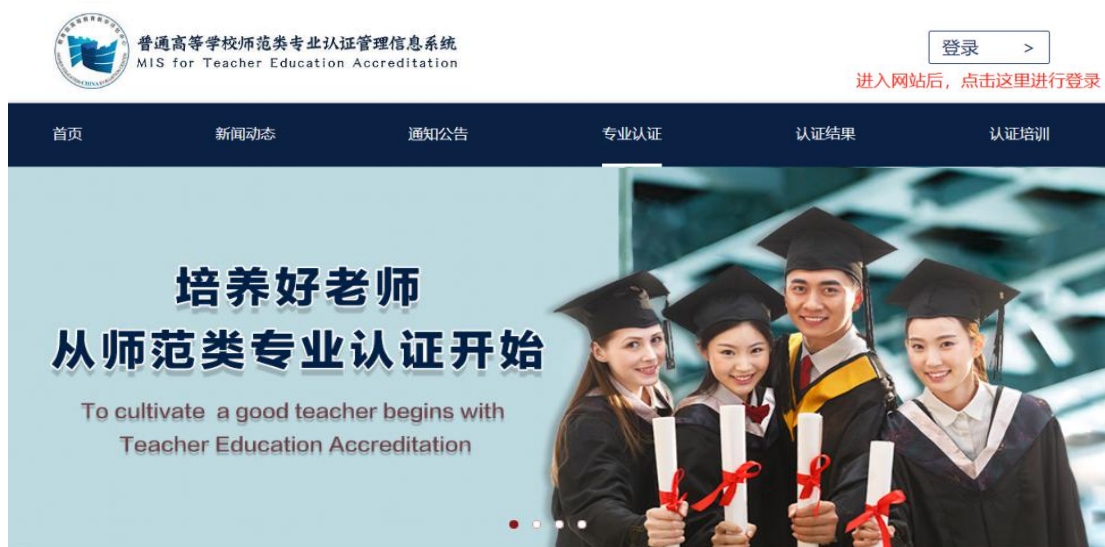 普通高等学校师范类专业认证管理信息系统
MIS for Teacher Education Accreditation
登录 >
进入网站后，点击这里进行登录
首页 新闻动态 通知公告 专业认证 认证结果 认证培训
培养好老师
从师范类专业认证开始
To cultivate a good teacher begins with
Teacher Education Accreditation